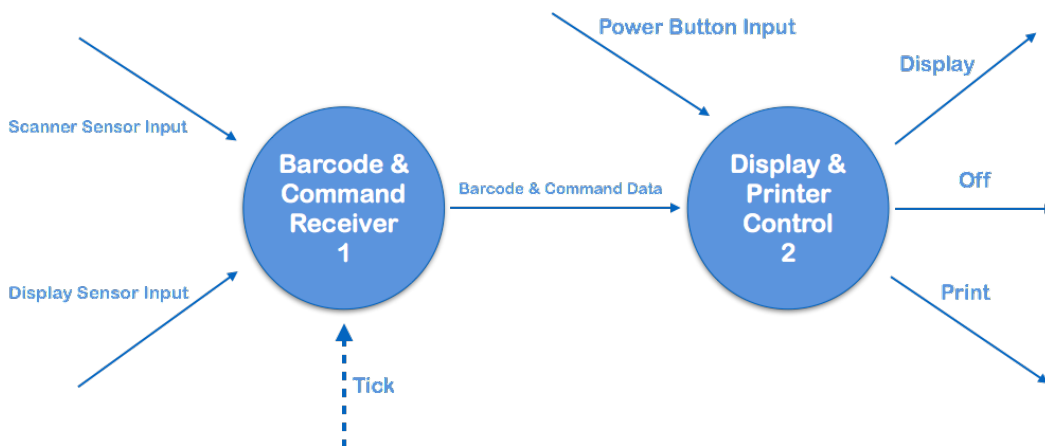 Power Button Input
Display
Scanner Sensor Input
Barcode &
Command
Receiver
1
Barcode & Command Data
Display &
Printer
Control
2
Off
Display Sensor Input
Print
Tick